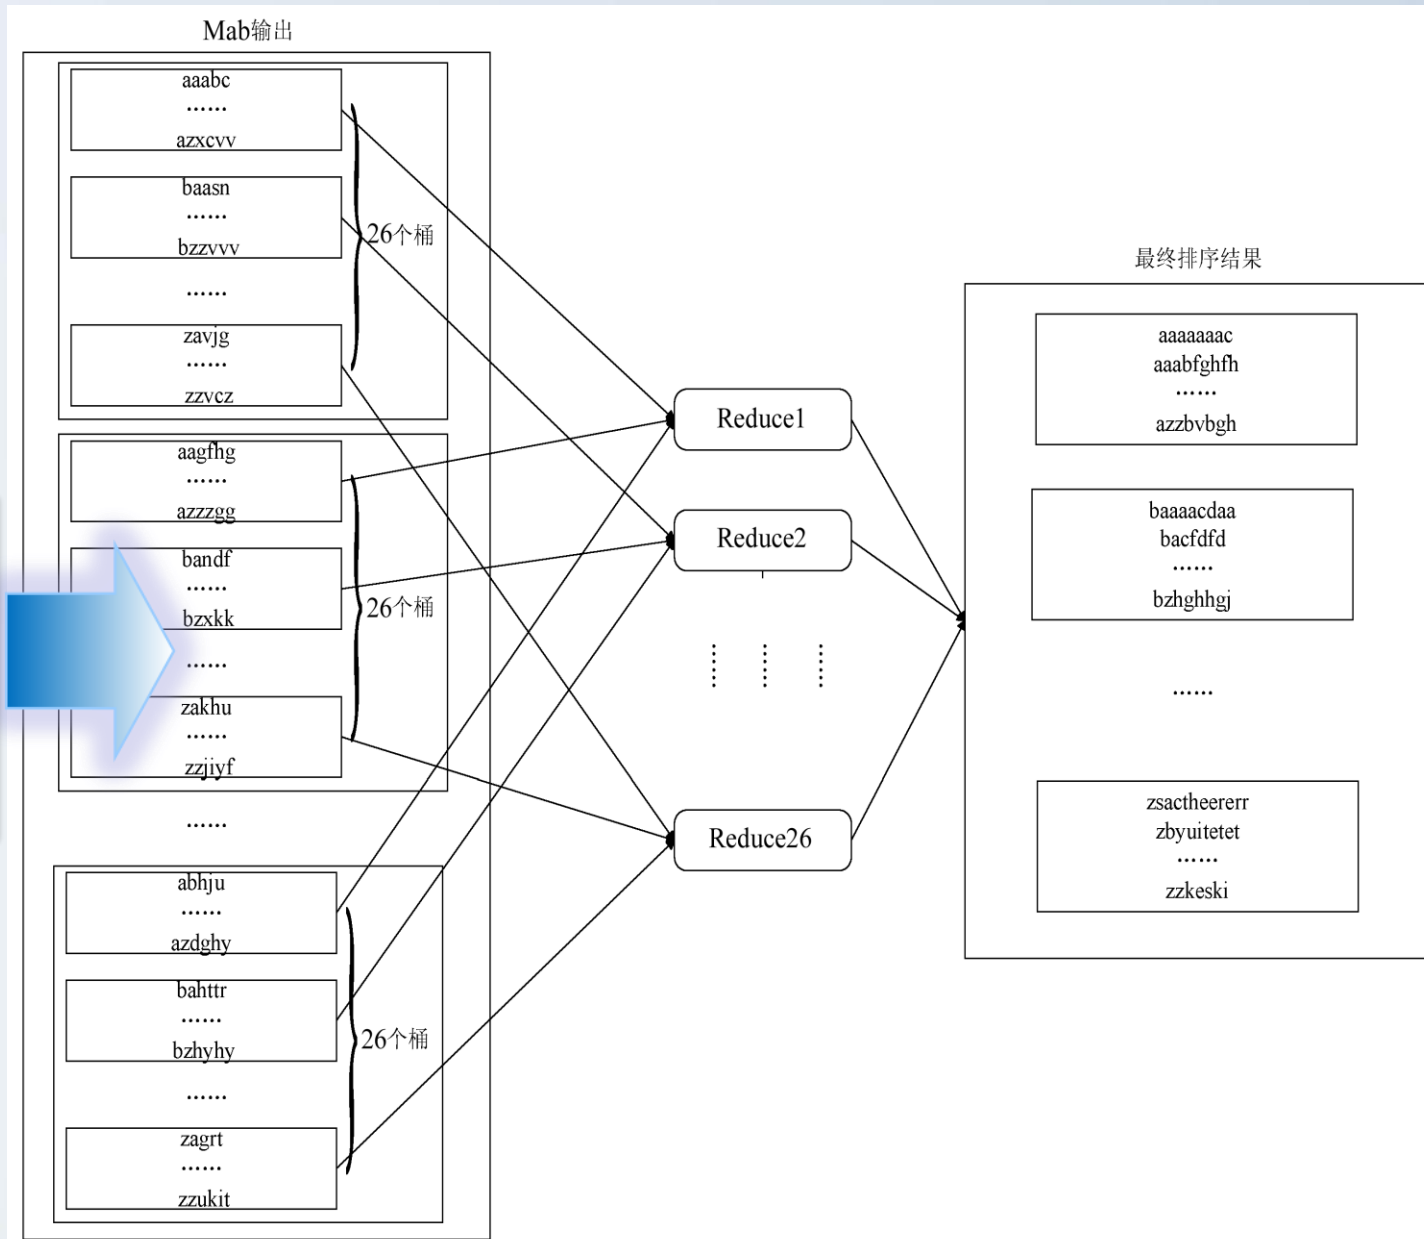 Mab输出
aaabc
……
azxcvv
baasn
……
bzzvvv
……
zavjg
……
zzvcz
26个桶
aagfhg
……
azzzgg
bandf
……
bzxkk
……
zakhu
……
zzjiyf
26个桶
……
abhju
……
azdghy
bahttr
……
bzhyhy
……
zagrt
……
zzukit
26个桶
Reduce1
Reduce2
Reduce26
最终排序结果
aaaaaaac
aaabfghfh
……
azzbvbgh
baaaacdaa
bacfdfd
……
bzhghhgj
……
zsactheererr
zbyuitetet
……
zzkeski